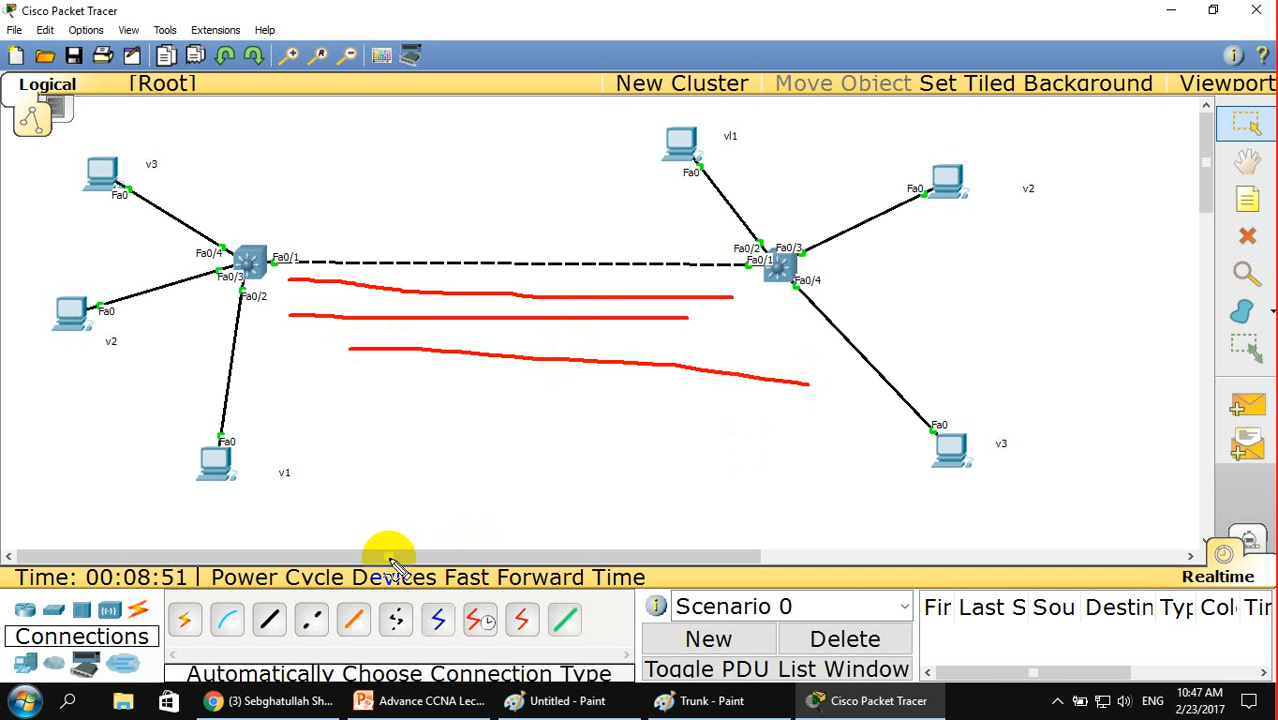 Cisco Packet Tracer
File Edit Options View Tools Extensions Help
Logical [Root] New Cluster Move Object Set Tiled Background Viewport
vl1
v3
Fa0
v2
Fa0
Fa0
Fa0/4
Fa0/1
Fa0/2
Fa0/3
Fa0/3
Fa0/1
Fa0/4
Fa0/2
Fa0
v2
Fa0
Fa0
v3
v1
Time: 00:08:51 Power Cycle Devices Fast Forward Time
Realtime
Scenario 0
Fir Last S Sou Destin Typ Col Tin
Connections
New Delete
Automatically Choose Connection Type
Toggle PDU List Window
(3) Sebghatullah Sh... Advance CCNA Lec... Untitled - Paint Trunk - Paint Cisco Packet Tracer
ENG
10:47 AM
2/23/2017